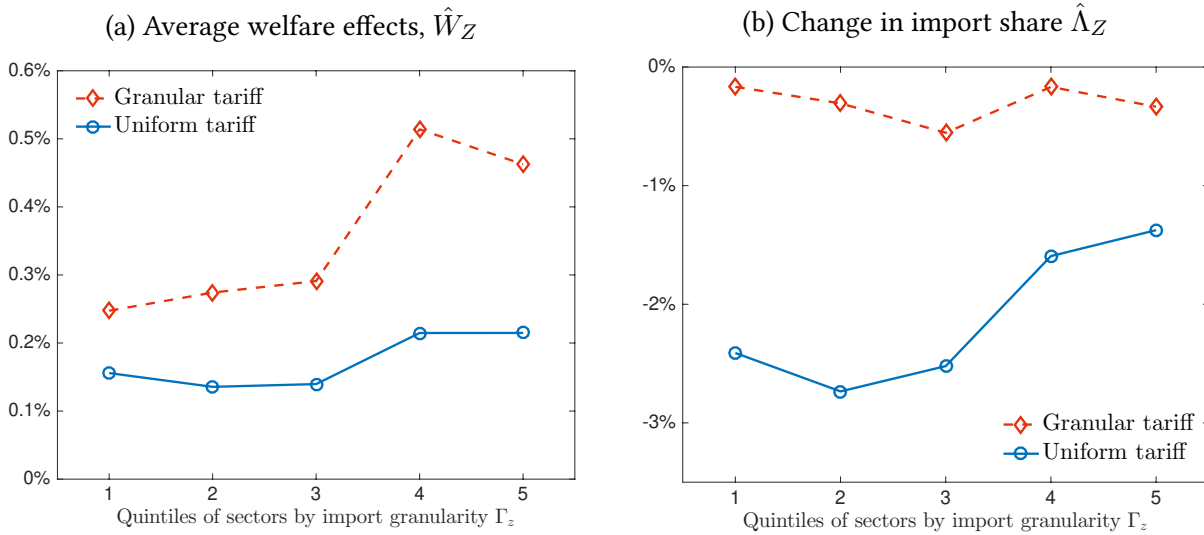 (a) Average welfare effects, Ŵ_Z
0.6%
0.5%
0.4%
0.3%
0.2%
0.1%
0%
Granular tariff
Uniform tariff
1 2 3 4 5
Quintiles of sectors by import granularity Γ_z
(b) Change in import share Λ̂_Z
0%
-1%
-2%
-3%
Granular tariff
Uniform tariff
1 2 3 4 5
Quintiles of sectors by import granularity Γ_z